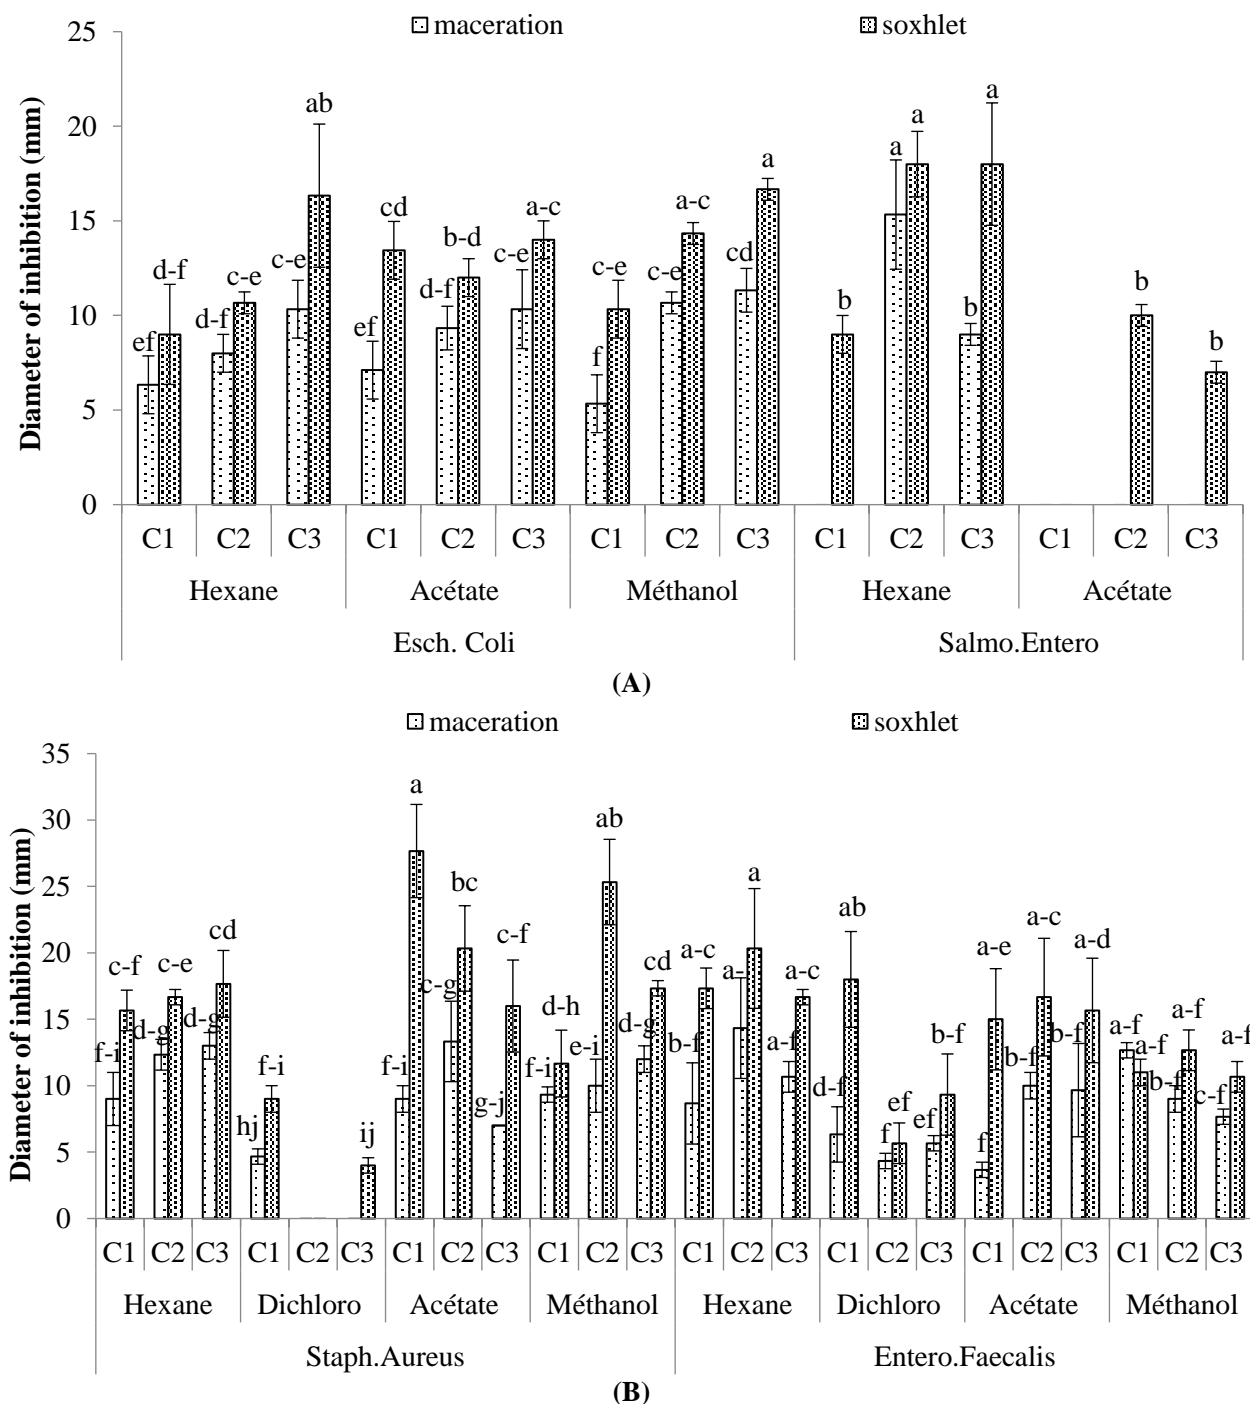 maceration soxhlet
25
20
15
10
5
0
Diameter of inhibition (mm)
ef d-f d-f c-e c-e ab ef cd d-f b-d c-e a-c f c-e c-e a-c cd a b a a b a b b
C1 C2 C3 C1 C2 C3 C1 C2 C3 C1 C2 C3 C1 C2 C3
Hexane Acétate Méthanol Hexane Acétate
Esch. Coli Salmo.Entero
(A)
maceration soxhlet
35
30
25
20
15
10
5
0
Diameter of inhibition (mm)
f-i c-f d-g c-e d-g cd hj f-i ij f-i a c-g bc g-j c-f f-i d-h e-i ab d-g cd b-f a-c a- a a-f a-c d-f ab f ef ef b-f f a-e b-f a-c b-f a-d a-f a-f b-f a-f c-f a-f
C1 C2 C3 C1 C2 C3 C1 C2 C3 C1 C2 C3 C1 C2 C3 C1 C2 C3 C1 C2 C3 C1 C2 C3
Hexane Dichloro Acétate Méthanol Hexane Dichloro Acétate Méthanol
Staph.Aureus Entero.Faecalis
(B)